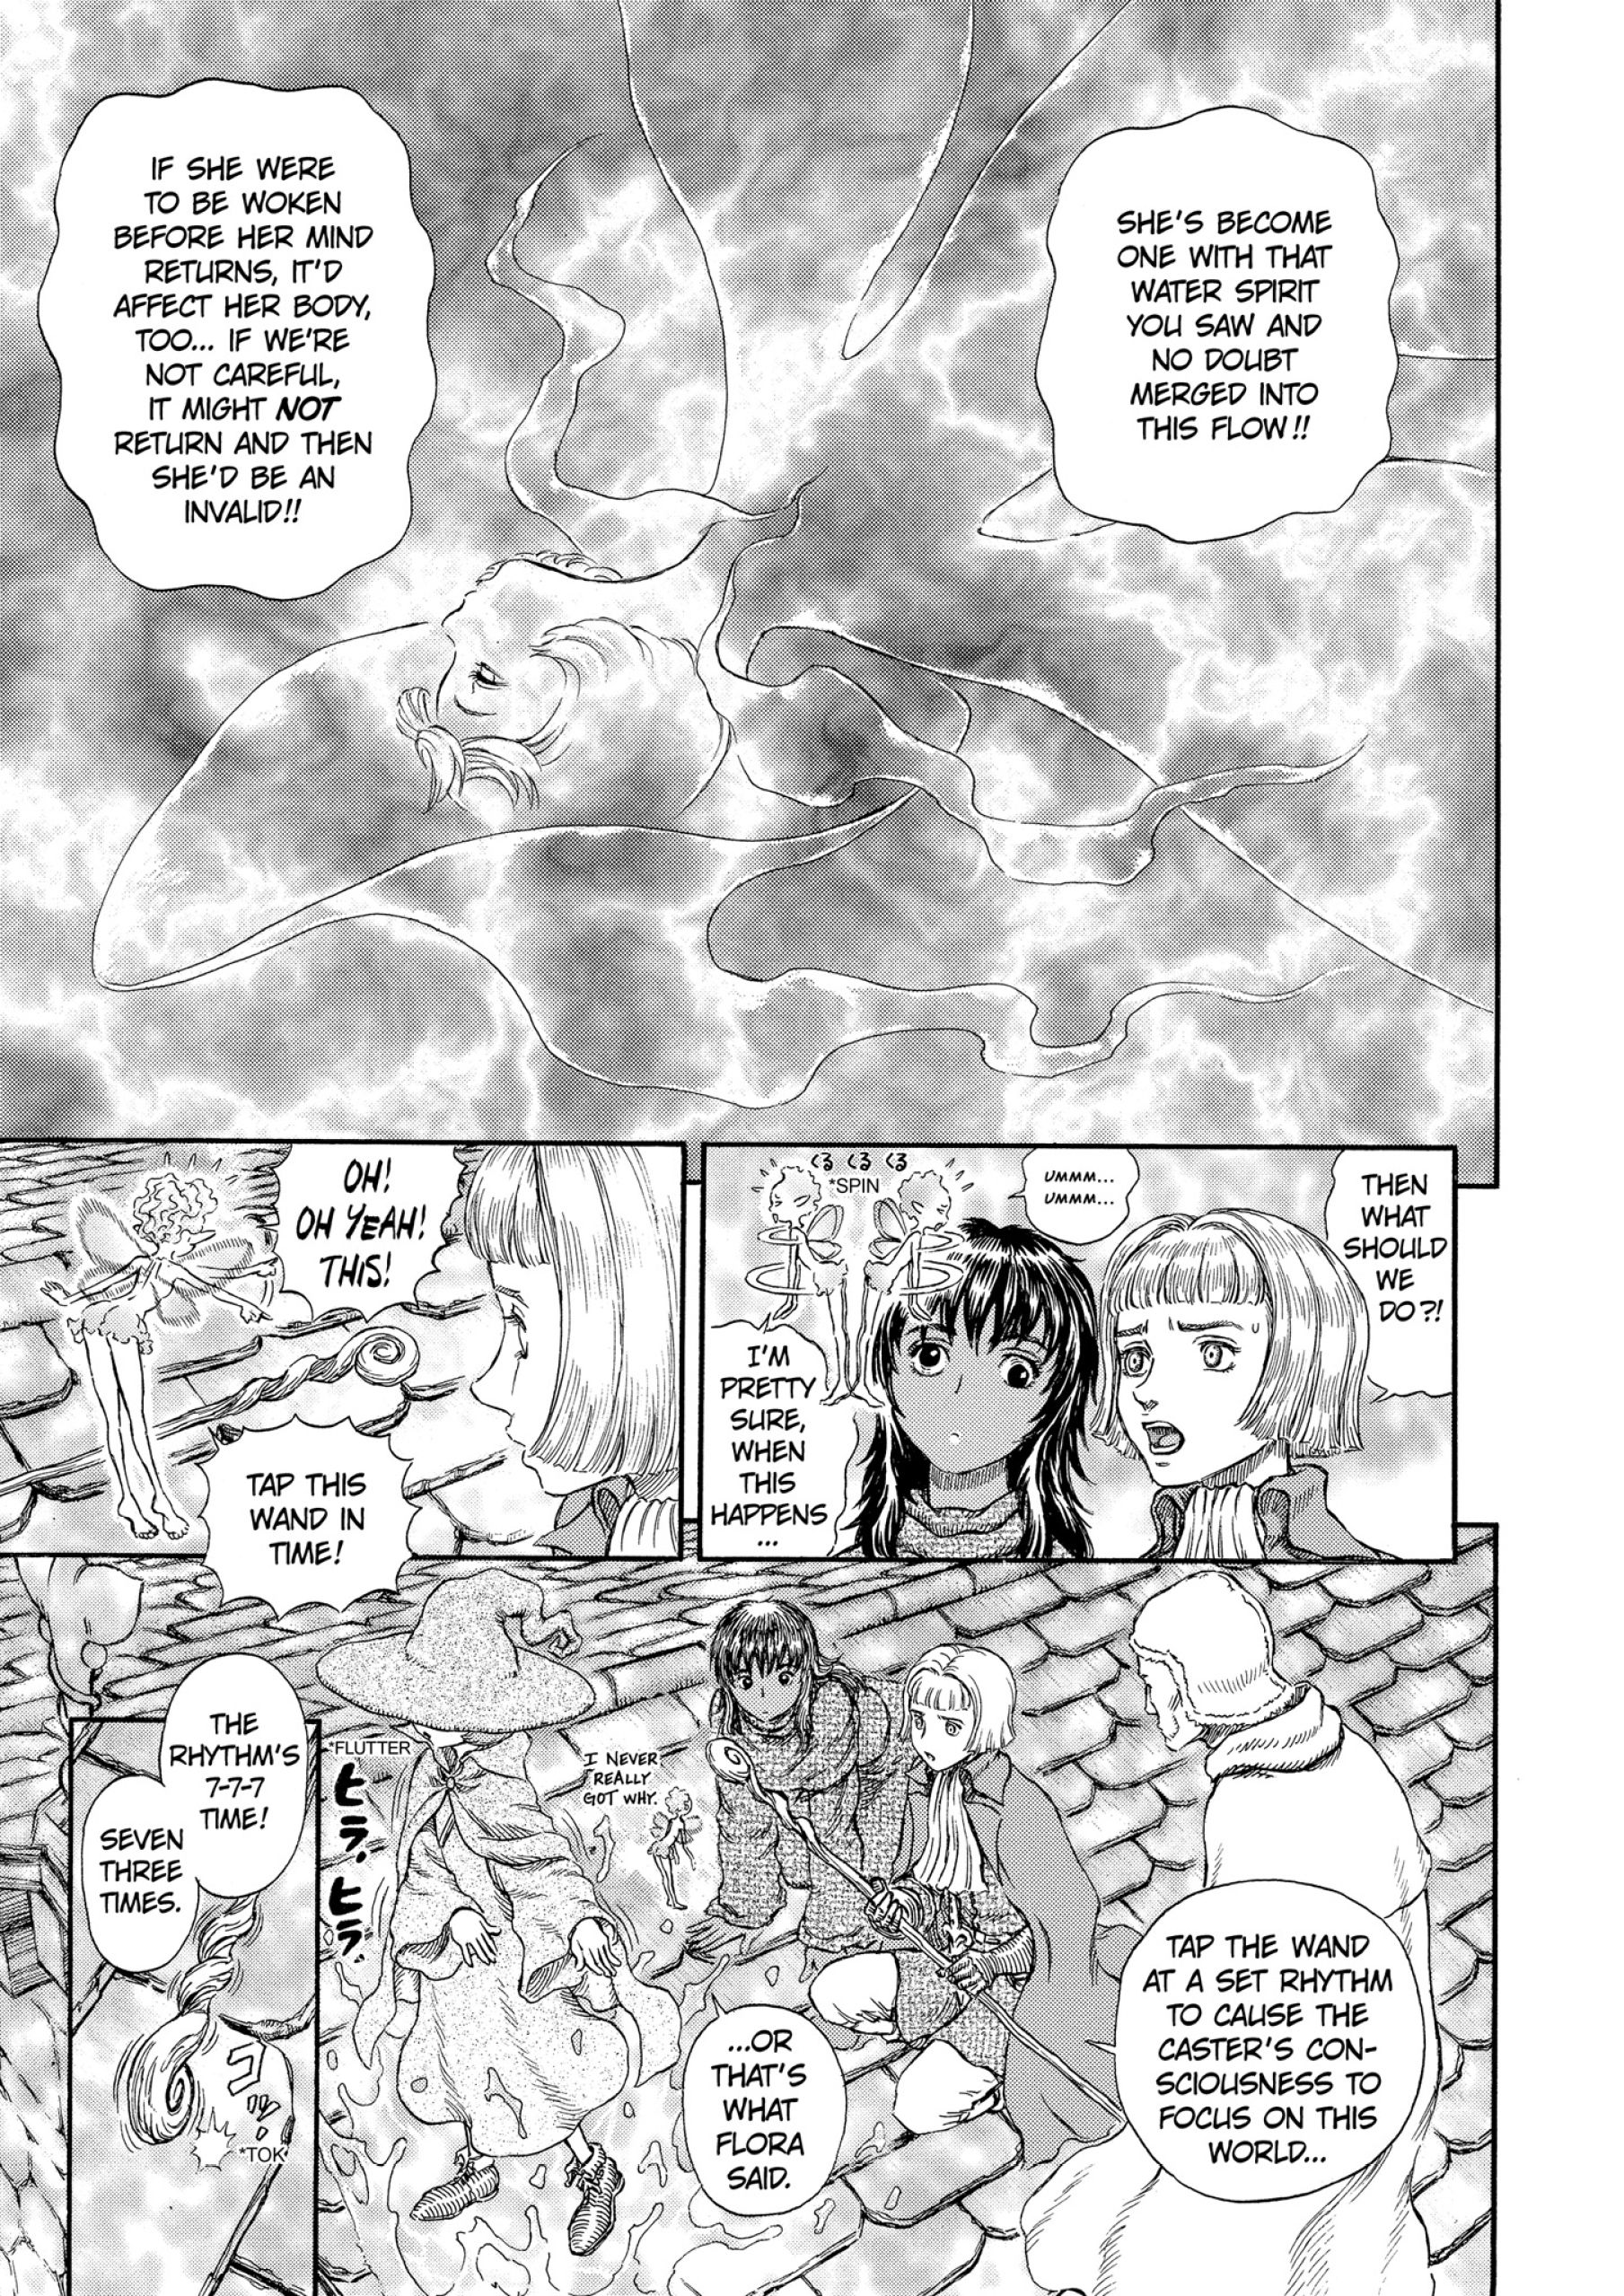 SHE'S BECOME
ONE WITH THAT
WATER SPIRIT
YOU SAW AND
NO DOUBT
MERGED INTO
THIS FLOW!!
IF SHE WERE
TO BE WOKEN
BEFORE HER MIND
RETURNS, IT'D
AFFECT HER BODY,
TOO... IF WE'RE
NOT CAREFUL,
IT MIGHT NOT
RETURN AND THEN
SHE'D BE AN
INVALID!!
THEN
WHAT
SHOULD
WE
DO?!
UMMM...
UMMM...
くる くる くる
*SPIN
I'M
PRETTY
SURE,
WHEN
THIS
HAPPENS
...
OH!
OH YEAH!
THIS!
TAP THIS
WAND IN
TIME!
TAP THE WAND
AT A SET RHYTHM
TO CAUSE THE
CASTER'S CON-
SCIOUSNESS TO
FOCUS ON THIS
WORLD...
...OR
THAT'S
WHAT
FLORA
SAID.
I NEVER
REALLY
GOT WHY.
*FLUTTER
ヒラ、
ヒラ、
THE
RHYTHM'S
7-7-7
TIME!
SEVEN
THREE
TIMES.
コッ
*TOK